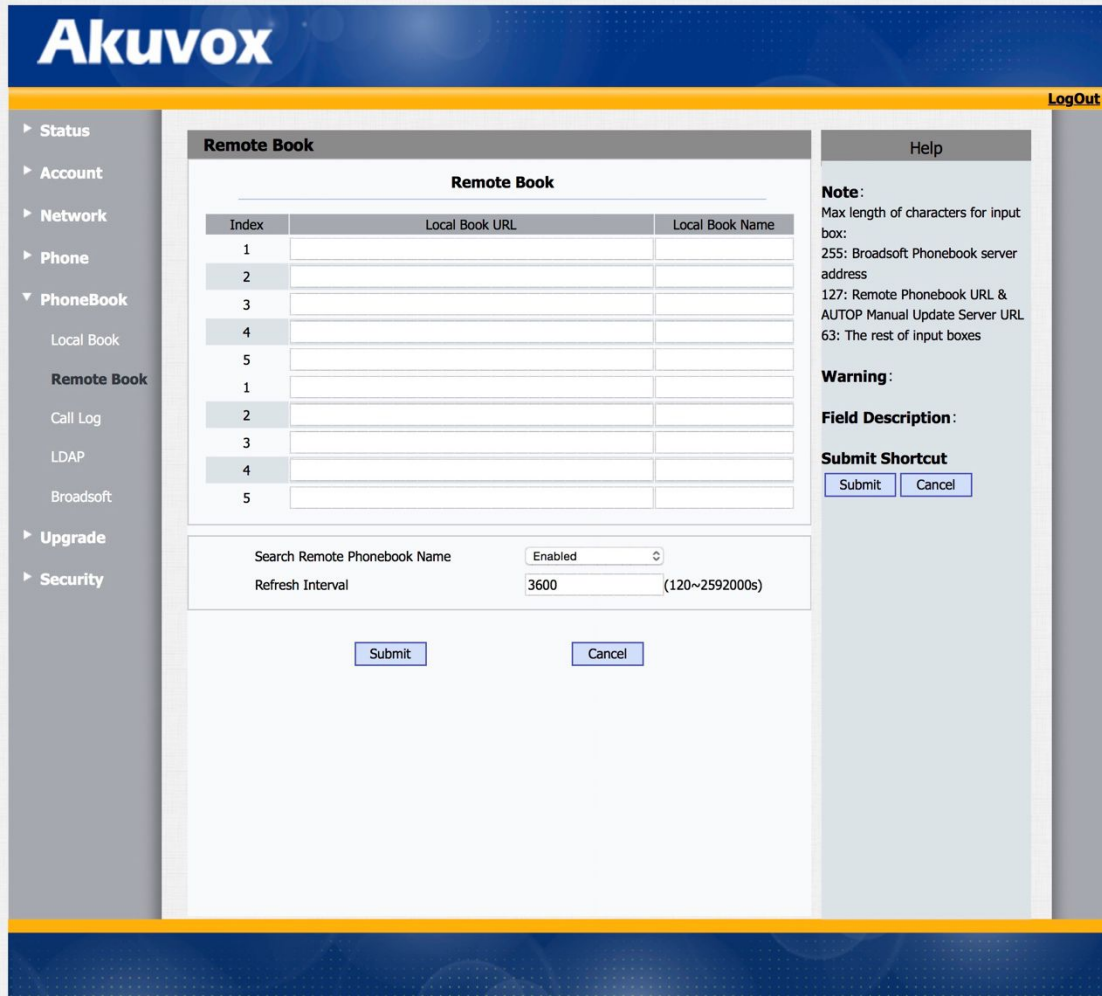 Akuvox
LogOut
Status
Account
Network
Phone
PhoneBook
Local Book
Remote Book
Call Log
LDAP
Broadsoft
Upgrade
Security
Remote Book
Remote Book
Index Local Book URL Local Book Name
1
2
3
4
5
1
2
3
4
5
Search Remote Phonebook Name Enabled
Refresh Interval 3600 (120~2592000s)
Submit Cancel
Help
Note:
Max length of characters for input
box:
255: Broadsoft Phonebook server
address
127: Remote Phonebook URL &
AUTOP Manual Update Server URL
63: The rest of input boxes
Warning:
Field Description:
Submit Shortcut
Submit Cancel